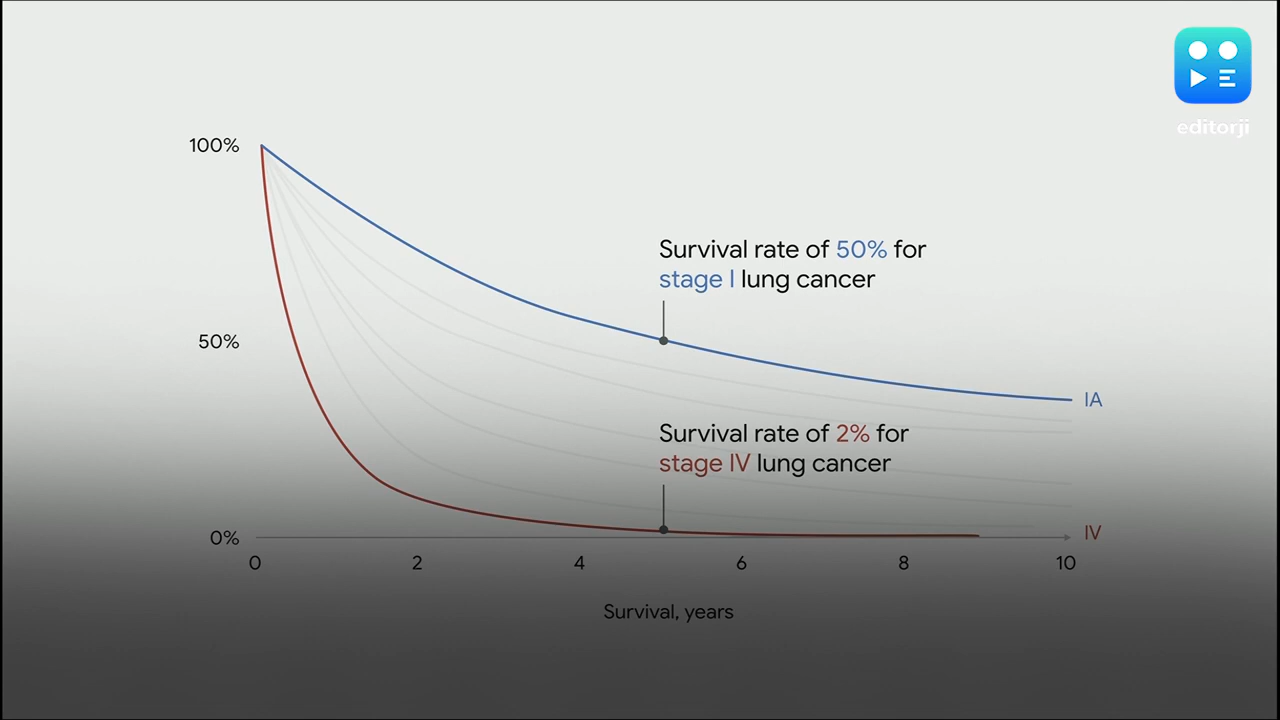 editorji
100%
Survival rate of 50% for
stage I lung cancer
50%
IA
Survival rate of 2% for
stage IV lung cancer
0%
IV
0 2 4 6 8 10
Survival, years